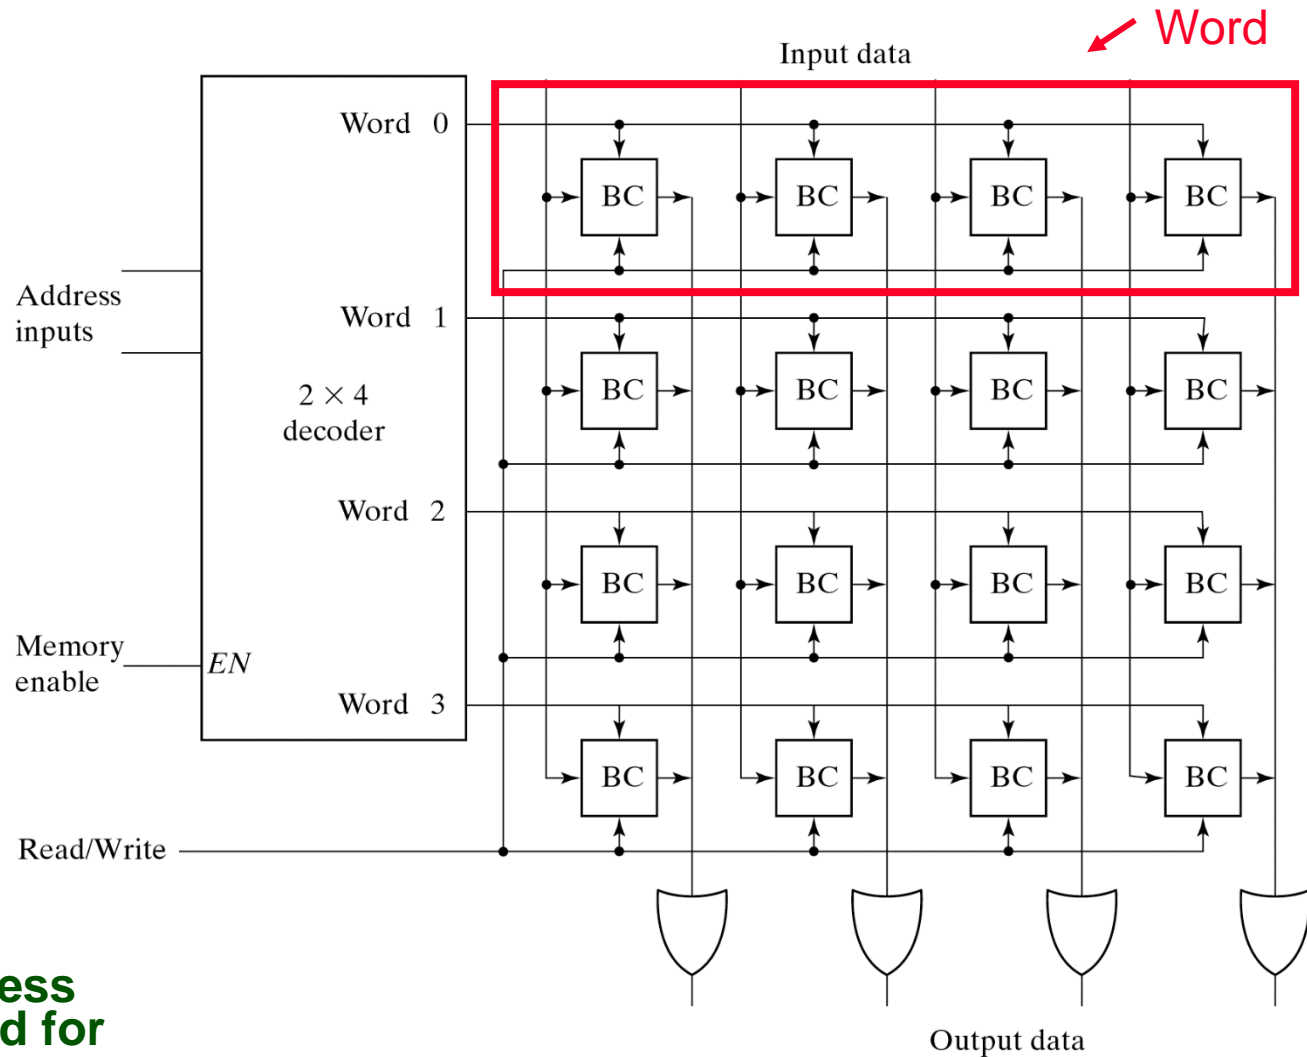 Word
Input data
Word 0
BC BC BC BC
Address
inputs
Word 1
2 × 4
decoder
BC BC BC BC
Word 2
BC BC BC BC
Memory
enable
EN
Word 3
BC BC BC BC
Read/Write
ess
d for
Output data